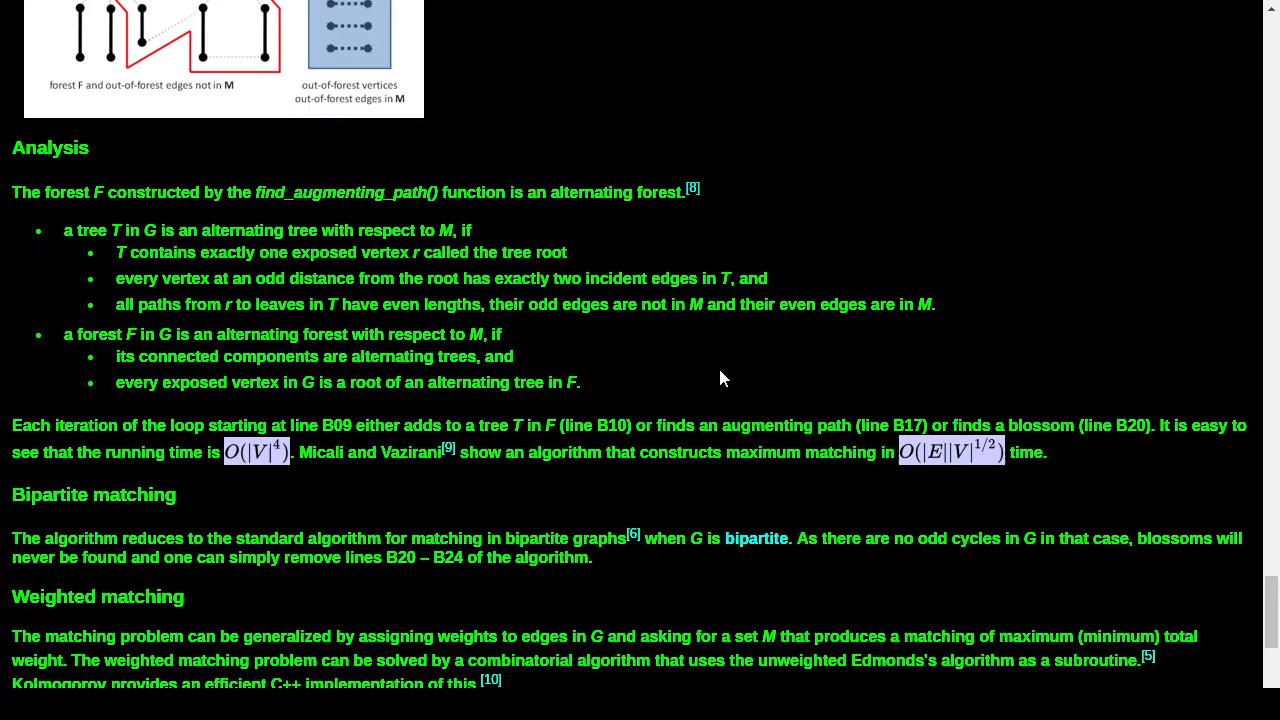 forest F and out-of-forest edges not in M
out-of-forest vertices
out-of-forest edges in M
Analysis
The forest F constructed by the find_augmenting_path() function is an alternating forest.[8]
• a tree T in G is an alternating tree with respect to M, if
• T contains exactly one exposed vertex r called the tree root
• every vertex at an odd distance from the root has exactly two incident edges in T, and
• all paths from r to leaves in T have even lengths, their odd edges are not in M and their even edges are in M.
• a forest F in G is an alternating forest with respect to M, if
• its connected components are alternating trees, and
• every exposed vertex in G is a root of an alternating tree in F.
Each iteration of the loop starting at line B09 either adds to a tree T in F (line B10) or finds an augmenting path (line B17) or finds a blossom (line B20). It is easy to
see that the running time is O(|V|^4). Micali and Vazirani[9] show an algorithm that constructs maximum matching in O(|E||V|^1/2) time.
Bipartite matching
The algorithm reduces to the standard algorithm for matching in bipartite graphs[6] when G is bipartite. As there are no odd cycles in G in that case, blossoms will
never be found and one can simply remove lines B20 – B24 of the algorithm.
Weighted matching
The matching problem can be generalized by assigning weights to edges in G and asking for a set M that produces a matching of maximum (minimum) total
weight. The weighted matching problem can be solved by a combinatorial algorithm that uses the unweighted Edmonds's algorithm as a subroutine.[5]
Kolmogorov provides an efficient C++ implementation of this.[10]